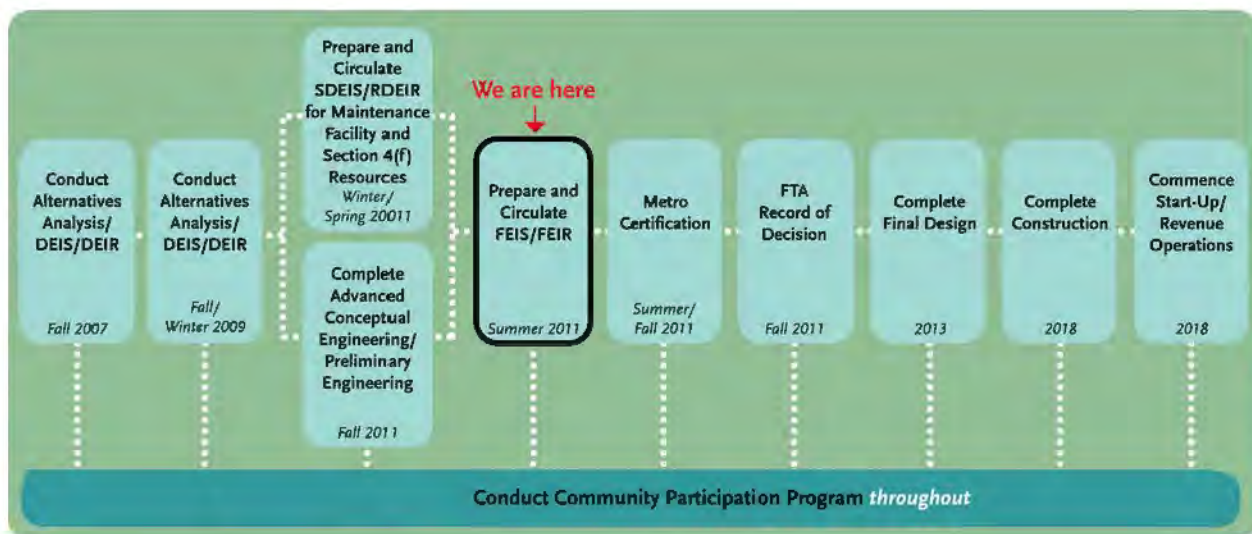 Conduct
Alternatives
Analysis/
DEIS/DEIR
Fall 2007
Conduct
Alternatives
Analysis/
DEIS/DEIR
Fall/
Winter 2009
Prepare and
Circulate
SDEIS/RDEIR
for Maintenance
Facility and
Section 4(f)
Resources
Winter/
Spring 20011
Complete
Advanced
Conceptual
Engineering/
Preliminary
Engineering
Fall 2011
We are here
Prepare and
Circulate
FEIS/FEIR
Summer 2011
Metro
Certification
Summer/
Fall 2011
FTA
Record of
Decision
Fall 2011
Complete
Final Design
2013
Complete
Construction
2018
Commence
Start-Up/
Revenue
Operations
2018
Conduct Community Participation Program throughout